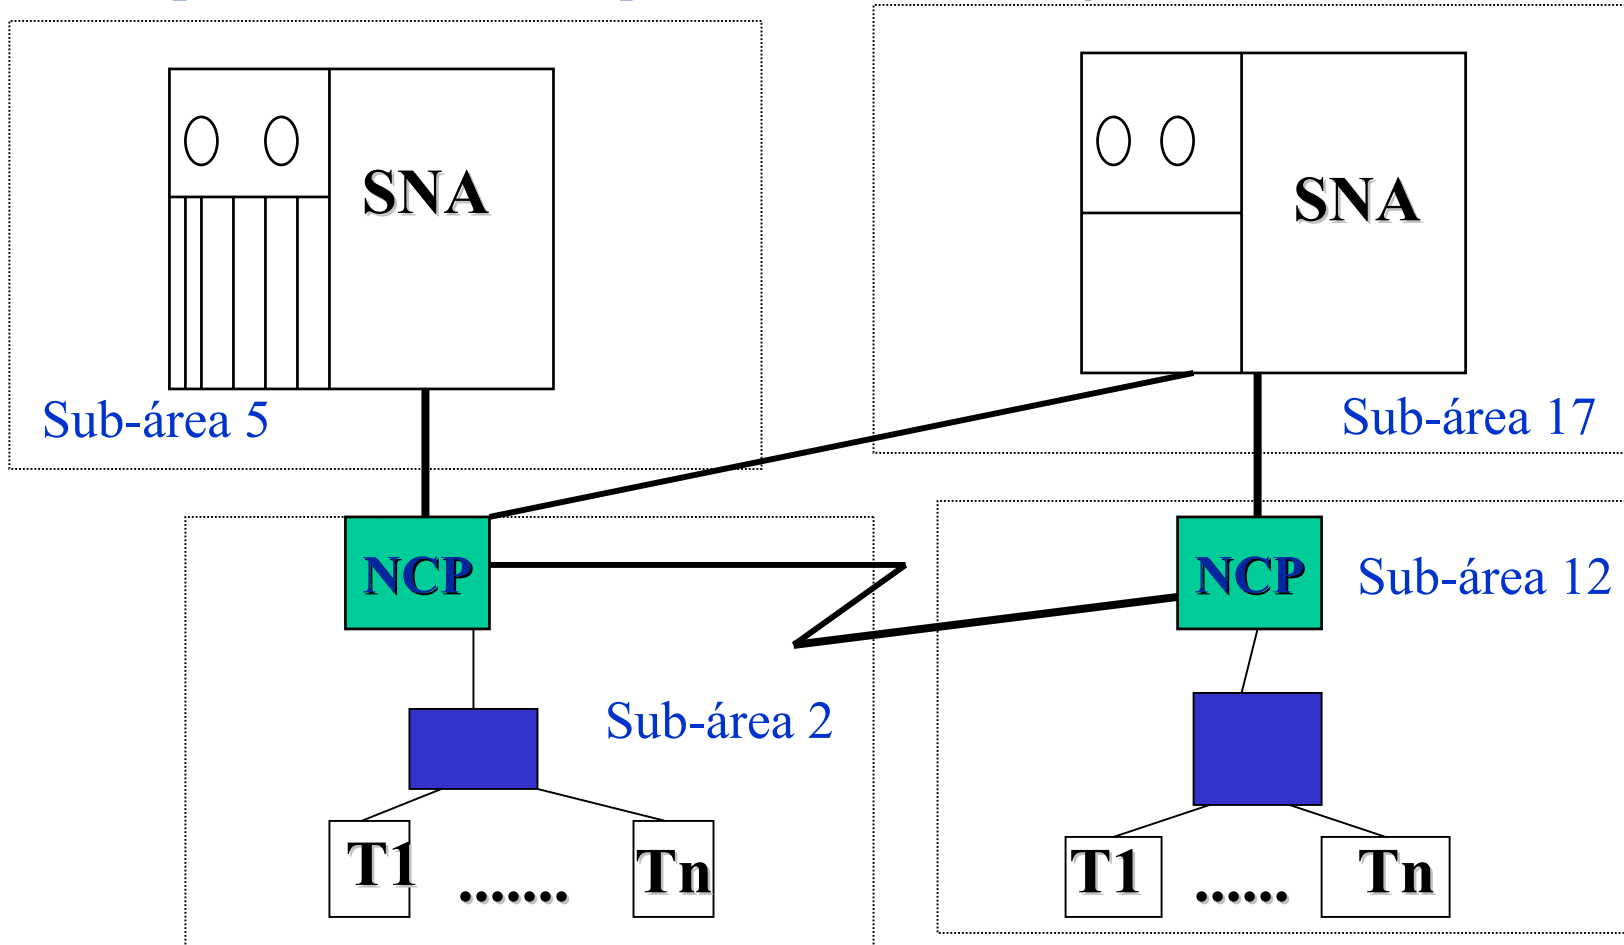 SNA
SNA
Sub-área 5
Sub-área 17
NCP
NCP
Sub-área 12
Sub-área 2
T1 ....... Tn
T1 ...... Tn